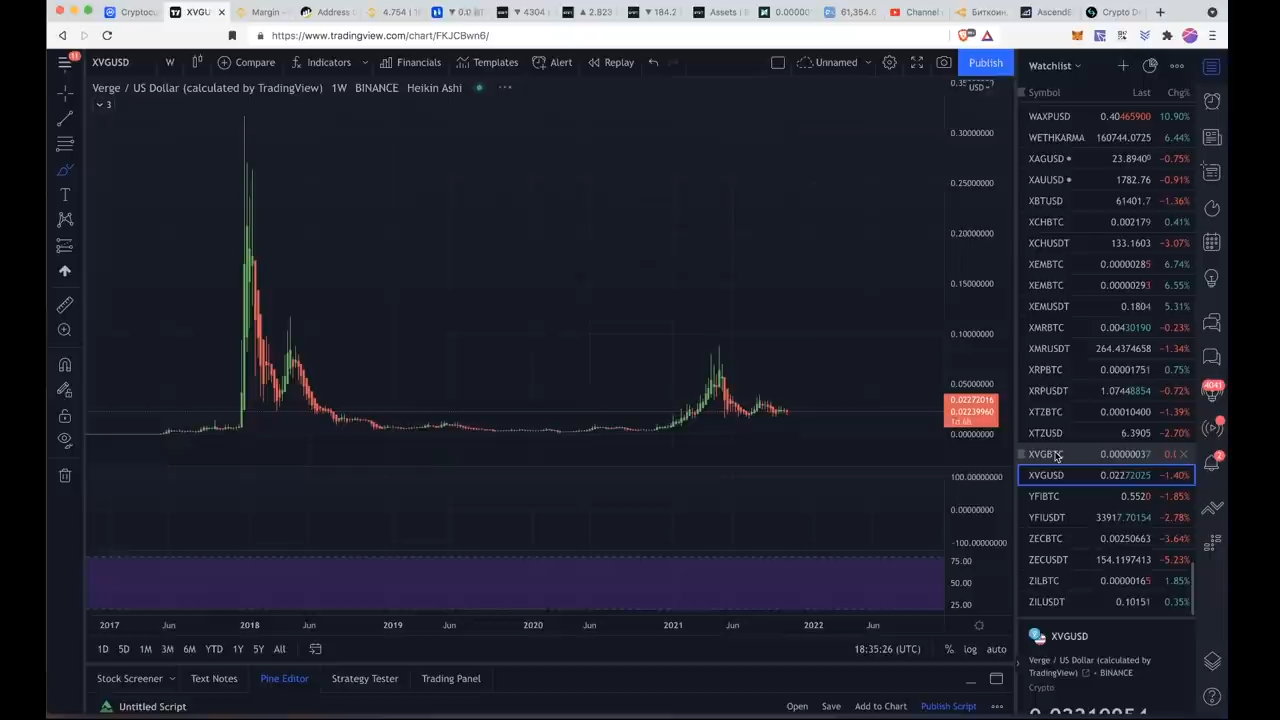 Cryptocu XVGU Margin – Address 4.754 | T ▼ 0.0 ▼ 4304 ▲ 2.823 ▼ 184.2 Assets | B 0.0000 61,354.0 Channel Биткоин AscendE Crypto De
https://www.tradingview.com/chart/FKJCBwn6/
11 XVGUSD W Compare Indicators Financials Templates Alert Replay Unnamed Publish Watchlist
Verge / US Dollar (calculated by TradingView) 1W BINANCE Heikin Ashi USD Symbol Last Chg%
3
WAXPUSD 0.40465900 10.90%
0.30000000 WETHKARMA 160744.0725 6.44%
XAGUSD 23.8940 −0.75%
0.25000000 XAUUSD 1782.76 −0.91%
XBTUSD 61401.7 −1.36%
XCHBTC 0.002179 0.41%
0.20000000 XCHUSDT 133.1603 −3.07%
XEMBTC 0.00000285 6.74%
0.15000000 XEMBTC 0.00000293 6.55%
XEMUSDT 0.1804 5.31%
0.10000000 XMRBTC 0.00430190 −0.23%
XMRUSDT 264.4374658 −1.34%
XRPBTC 0.00001751 0.75%
0.05000000 XRPUSDT 1.07448854 −0.72% 4041
0.02272016
0.02239960 XTZBTC 0.00010400 −1.39%
1d 6h
0.00000000 XTZUSD 6.3905 −2.70%
XVGBTC 0.00000037 2
100.00000000 XVGUSD 0.02272025 −1.40%
YFIBTC 0.5520 −1.85%
0.00000000 YFIUSDT 33917.70154 −2.78%
−100.00000000 ZECBTC 0.00250663 −3.64%
75.00 ZECUSDT 154.1197413 −5.23%
50.00 ZILBTC 0.00000165 1.85%
25.00 ZILUSDT 0.10151 0.35%
2017 Jun 2018 Jun 2019 Jun 2020 Jun 2021 Jun 2022 Jun
XVGUSD
1D 5D 1M 3M 6M YTD 1Y 5Y All 18:35:26 (UTC) % log auto
Verge / US Dollar (calculated by
TradingView) • BINANCE
Stock Screener Text Notes Pine Editor Strategy Tester Trading Panel
Crypto
Untitled Script Open Save Add to Chart Publish Script